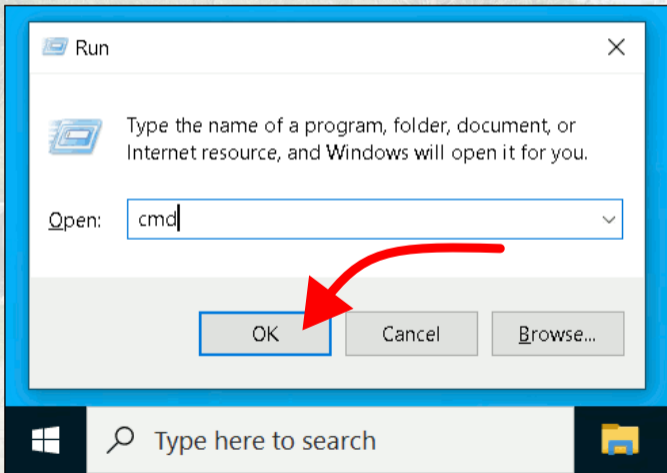 Run
Type the name of a program, folder, document, or
Internet resource, and Windows will open it for you.
Open:
cmd
OK
Cancel
Browse...
Type here to search